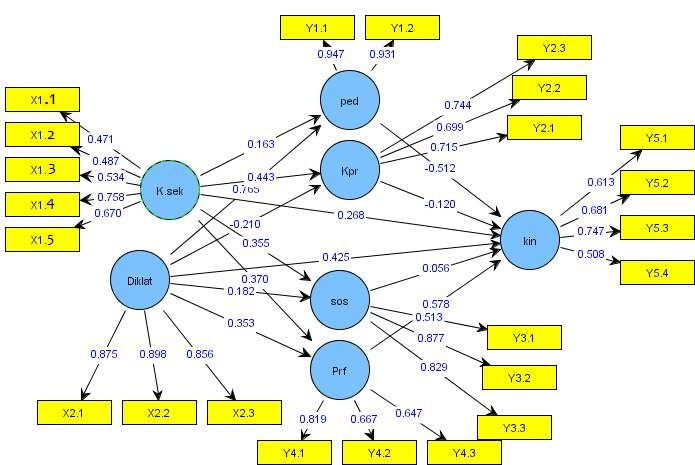 Y1.1 Y1.2
0.947 0.931
Y2.3
ped
Y2.2
X1.1
0.744
0.699
Y2.1
0.471
0.163
0.715
X1.2
0.487
Y5.1
X1.3
0.534
0.443
Kpr
-0.512
0.765
0.613
Y5.2
K.sek
0.758
X1.4
-0.120
0.681
0.670
0.268
-0.210
Y5.3
0.747
X1.5
0.355
kin
0.425
0.508
Y5.4
0.056
Diklat
0.370
0.182
sos
0.578
0.513
0.353
0.877
Y3.1
0.875 0.898 0.856
0.829
Prf
Y3.2
X2.1 X2.2 X2.3
0.819 0.667 0.647
Y3.3
Y4.1 Y4.2 Y4.3